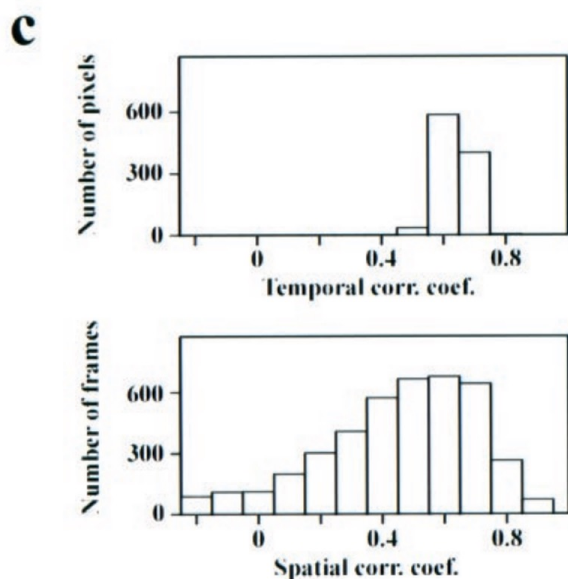 c
Number of pixels
600
300
0
0 0.4 0.8
Temporal corr. coef.
Number of frames
600
300
0
0 0.4 0.8
Spatial corr. coef.